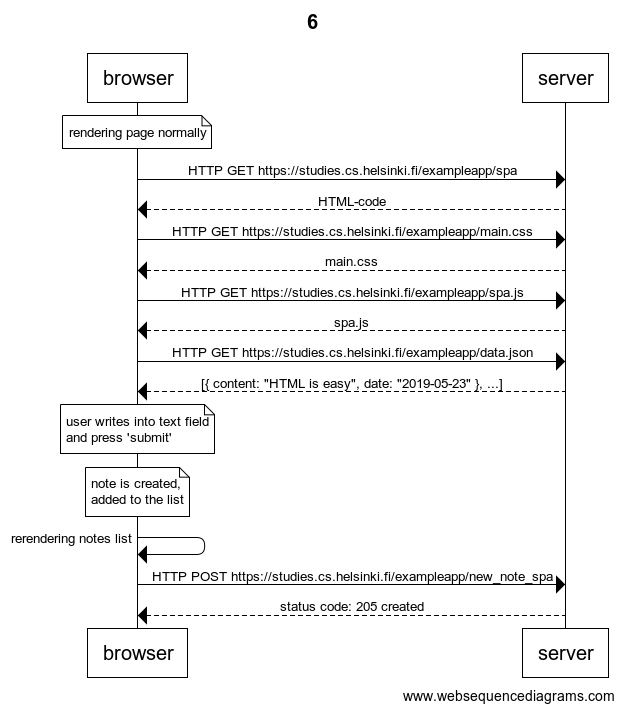 6
browser
server
rendering page normally
HTTP GET https://studies.cs.helsinki.fi/exampleapp/spa
HTML-code
HTTP GET https://studies.cs.helsinki.fi/exampleapp/main.css
main.css
HTTP GET https://studies.cs.helsinki.fi/exampleapp/spa.js
spa.js
HTTP GET https://studies.cs.helsinki.fi/exampleapp/data.json
[{ content: "HTML is easy", date: "2019-05-23" }, ...]
user writes into text field
and press 'submit'
note is created,
added to the list
rerendering notes list
HTTP POST https://studies.cs.helsinki.fi/exampleapp/new_note_spa
status code: 205 created
browser
server
www.websequencediagrams.com